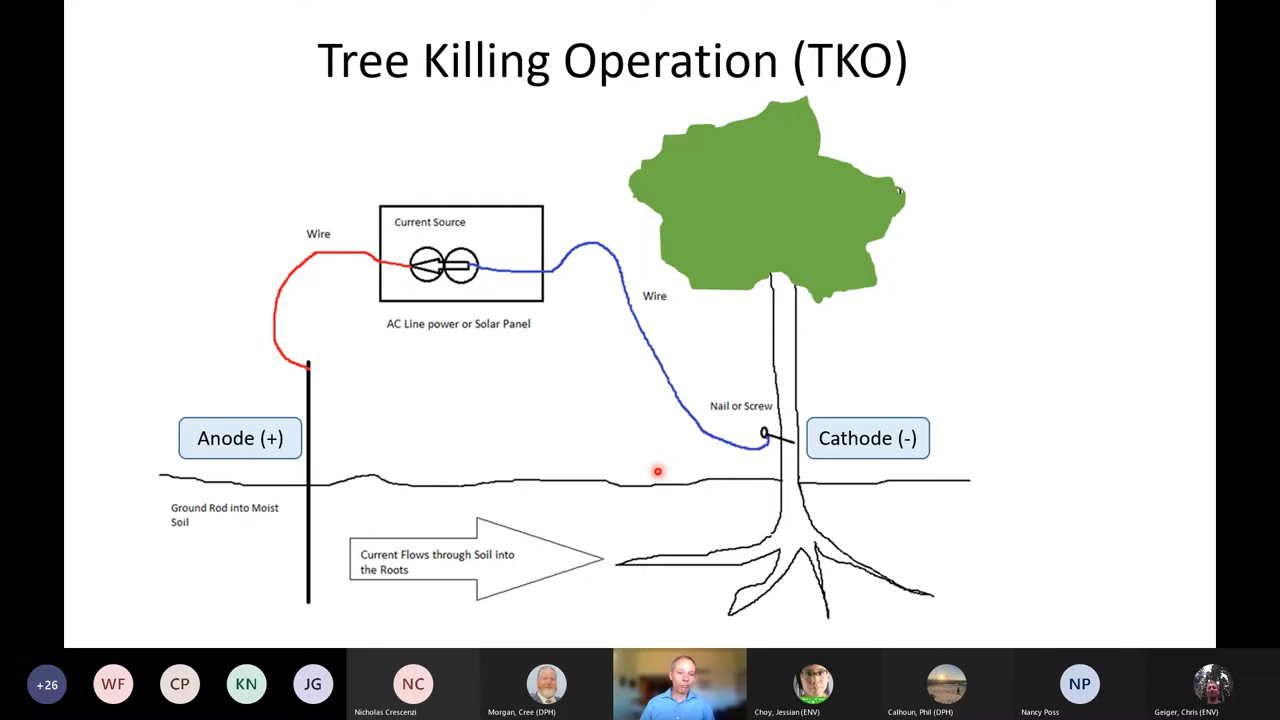 Tree Killing Operation (TKO)
Current Source
Wire
AC Line power or Solar Panel
Wire
Nail or Screw
Anode (+)
Cathode (-)
Ground Rod into Moist
Soil
Current Flows through Soil into
the Roots
+26
WF
CP
KN
JG
NC
NP
Nicholas Crescenzi
Morgan, Cree (DPH)
Choy, Jessian (ENV)
Calhoun, Phil (DPH)
Nancy Poss
Geiger, Chris (ENV)